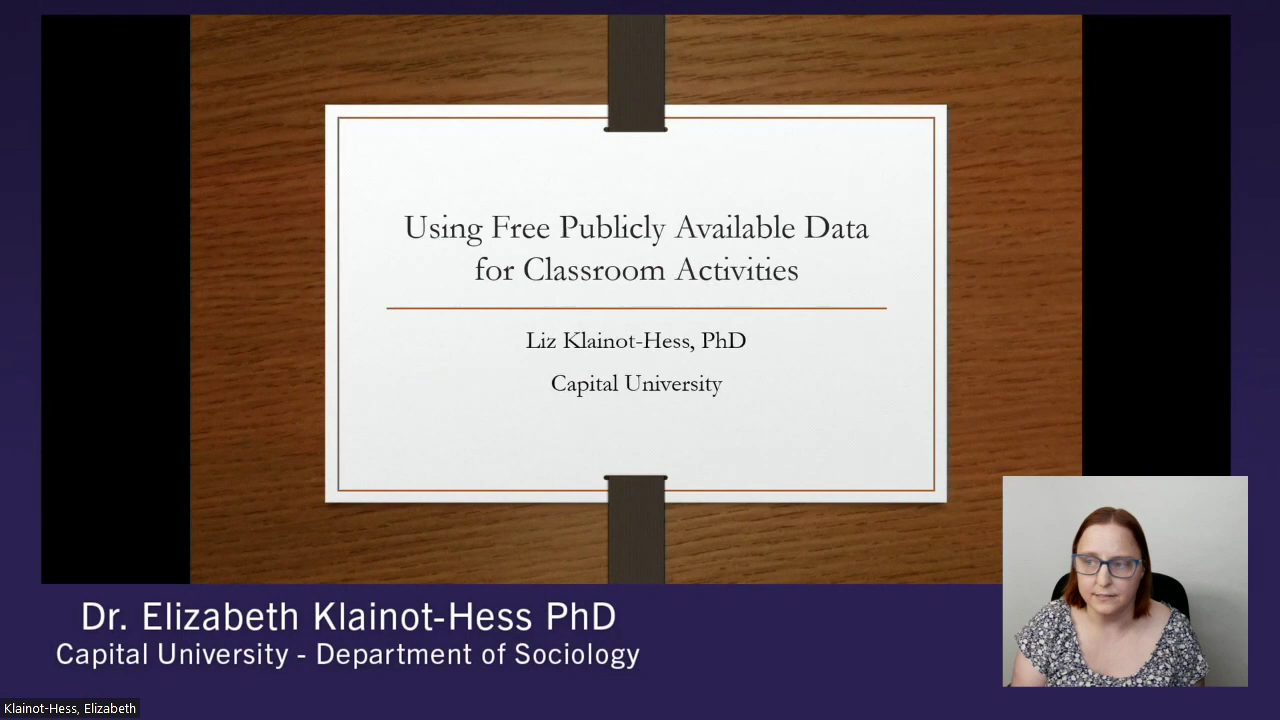 Using Free Publicly Available Data
for Classroom Activities
Liz Klainot-Hess, PhD
Capital University
Dr. Elizabeth Klainot-Hess PhD
Capital University - Department of Sociology
Klainot-Hess, Elizabeth